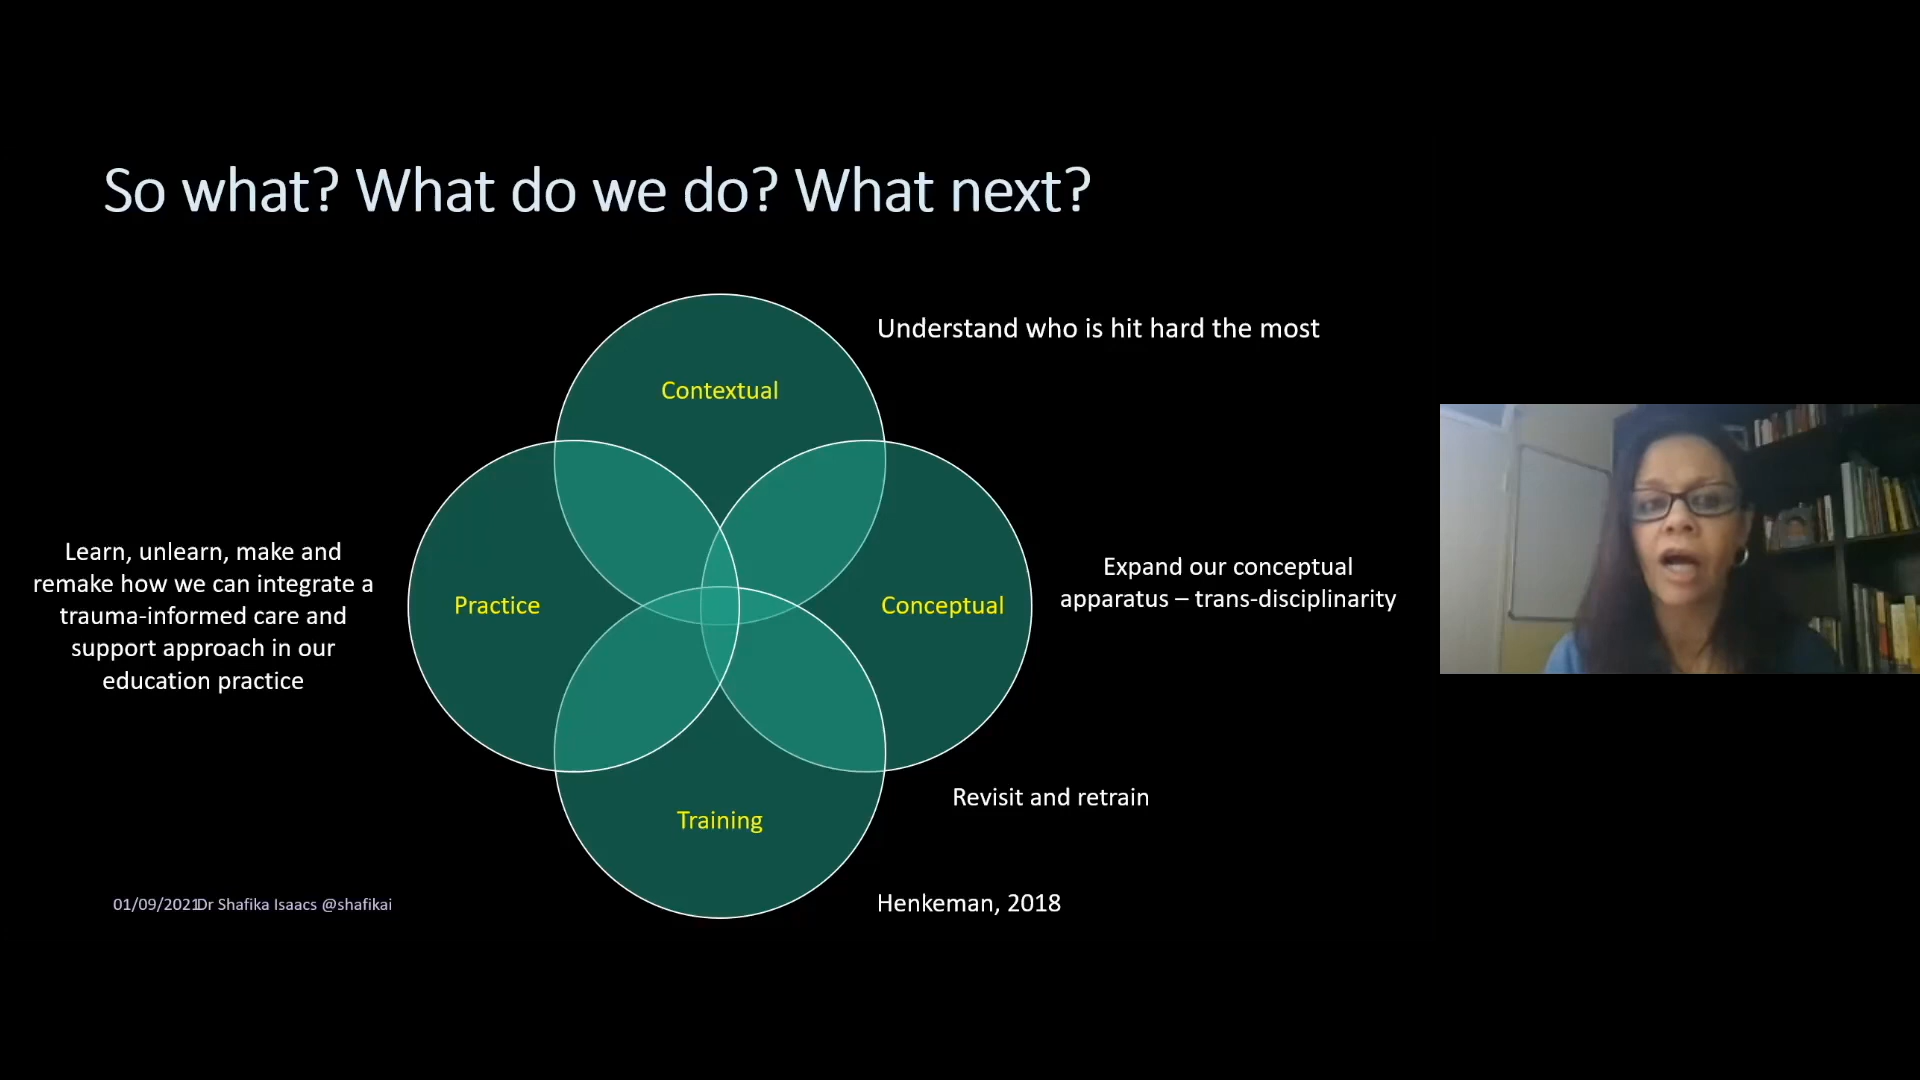 So what? What do we do? What next?
Understand who is hit hard the most
Contextual
Learn, unlearn, make and
remake how we can integrate a
trauma-informed care and
support approach in our
education practice
Practice
Conceptual
Expand our conceptual
apparatus – trans-disciplinarity
Revisit and retrain
Training
01/09/2021Dr Shafika Isaacs @shafikai
Henkeman, 2018